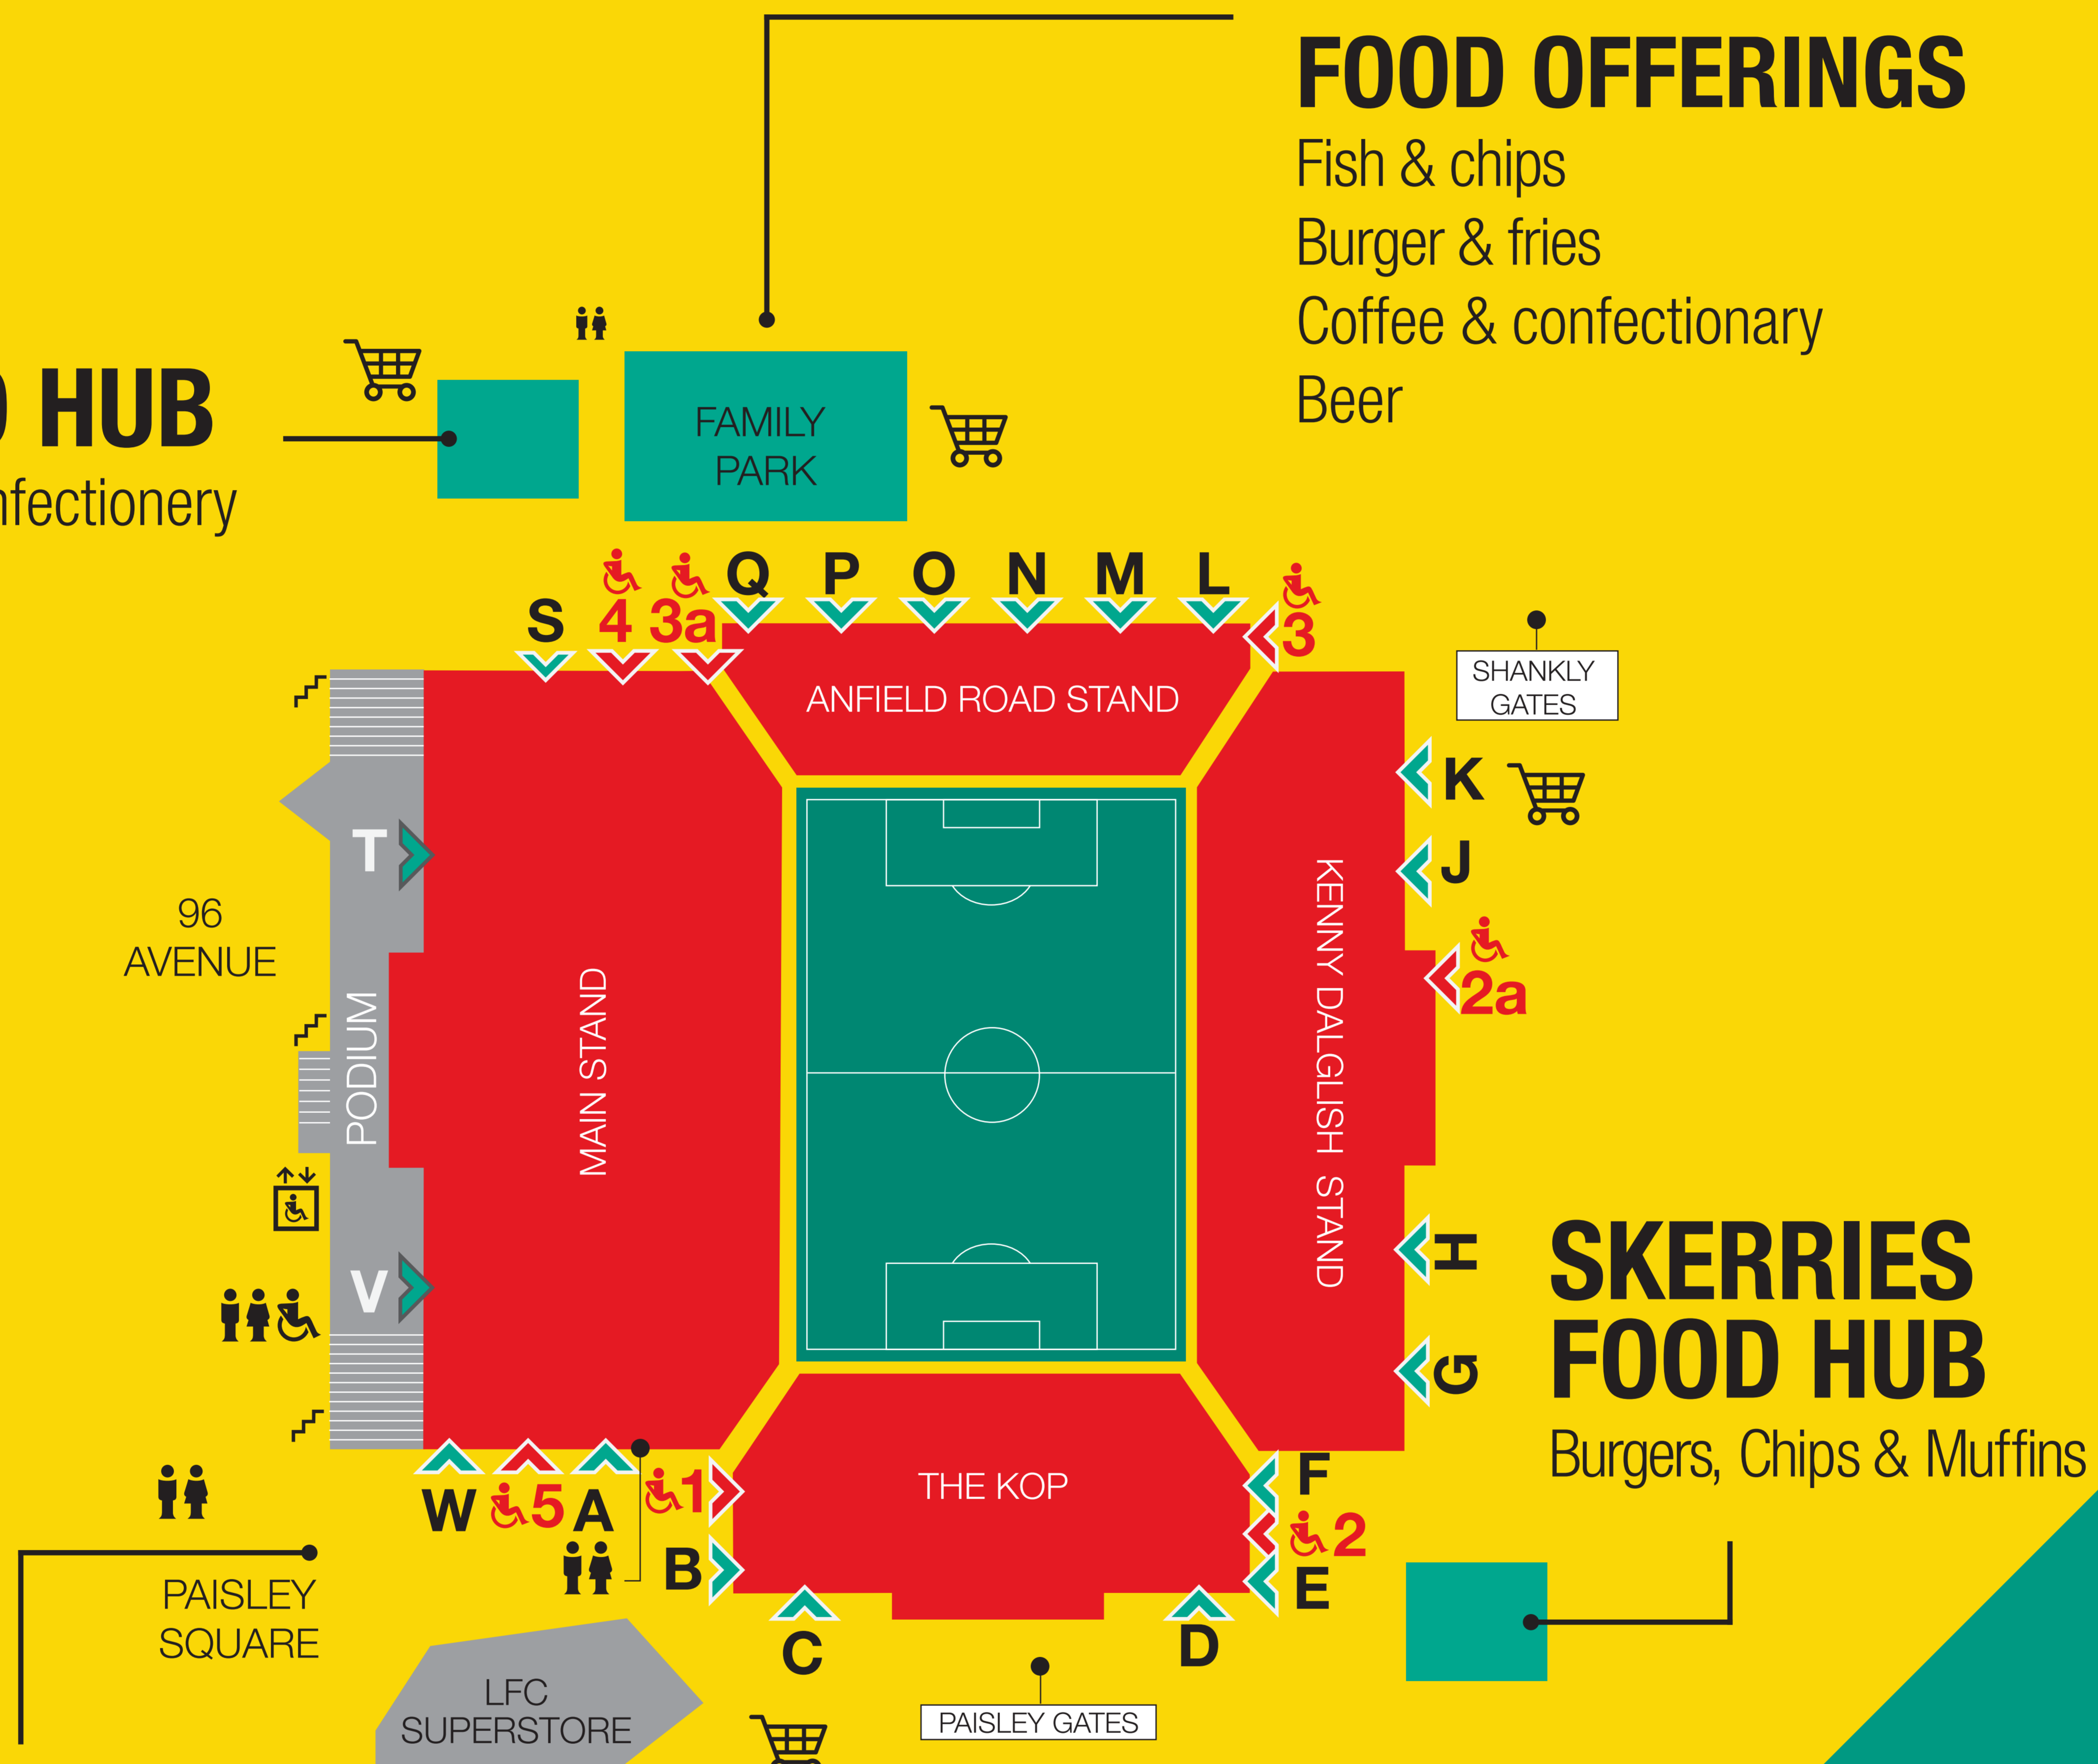 FOOD OFFERINGS
Fish & chips
Burger & fries
Coffee & confectionary
Beer
HUB
FAMILY
PARK
Q P O N M L
S 4 3a
3
ANFIELD ROAD STAND
SHANKLY
GATES
K
T
J
96
AVENUE
2a
PODIUM
MAIN STAND
KENNY DALGLISH STAND
H
V
G
SKERRIES
FOOD HUB
Burgers, Chips & Muffins
THE KOP
F
W 5 A
1
2
B
E
PAISLEY
SQUARE
C
D
LFC
SUPERSTORE
PAISLEY GATES